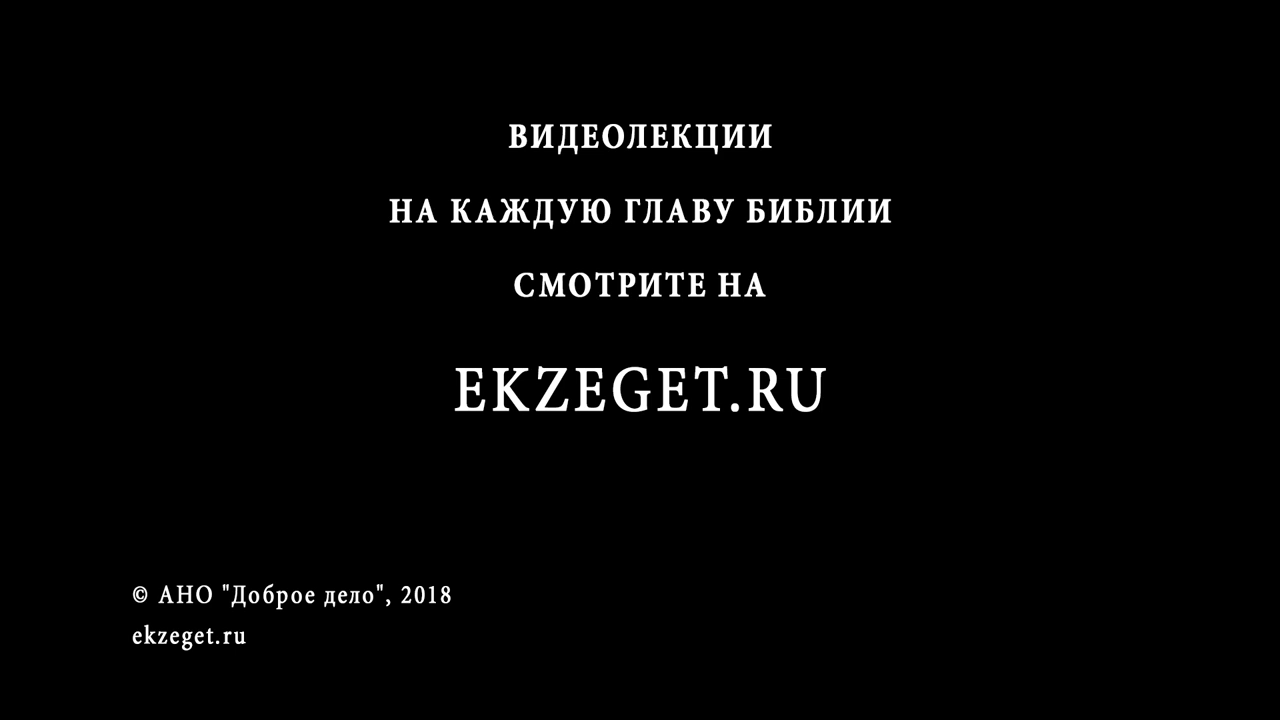 ВИДЕОЛЕКЦИИ
НА КАЖДУЮ ГЛАВУ БИБЛИИ
СМОТРИТЕ НА
EKZEGET.RU
© АНО "Доброе дело", 2018
ekzeget.ru